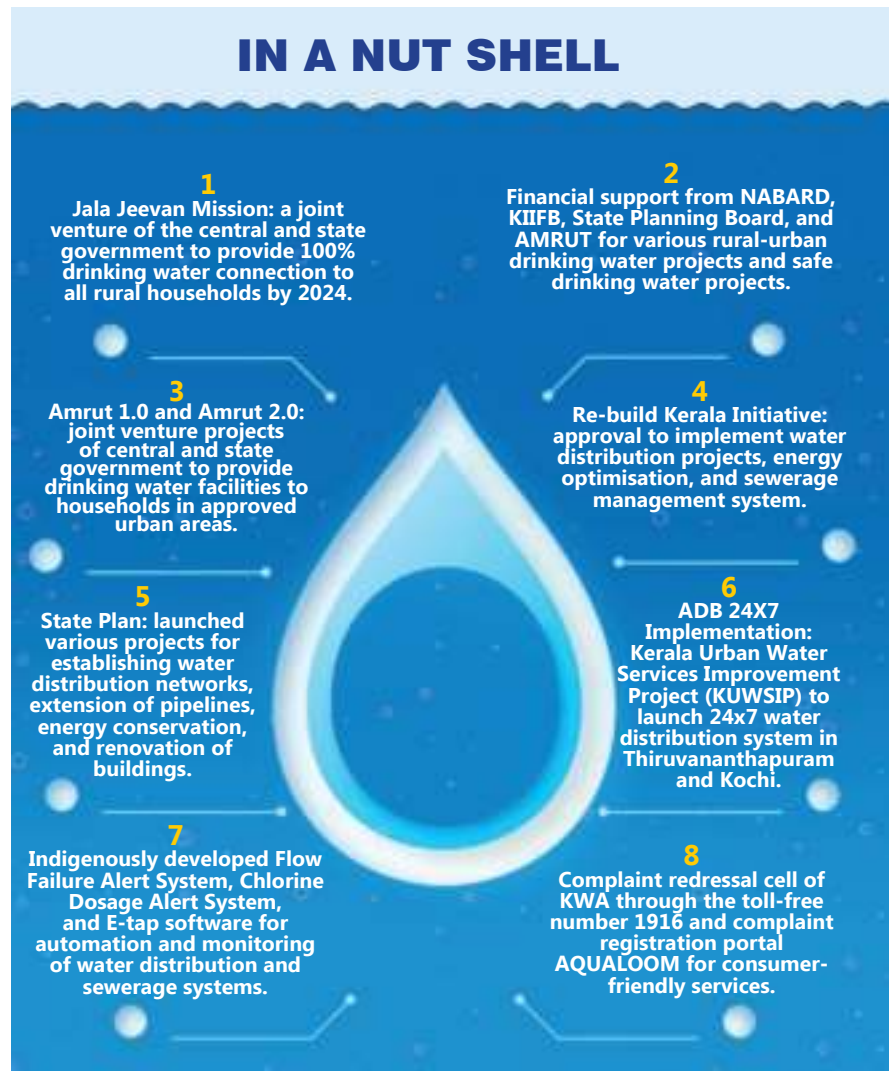 IN A NUT SHELL
1
Jala Jeevan Mission: a joint
venture of the central and state
government to provide 100%
drinking water connection to
all rural households by 2024.
2
Financial support from NABARD,
KIIFB, State Planning Board, and
AMRUT for various rural-urban
drinking water projects and safe
drinking water projects.
3
Amrut 1.0 and Amrut 2.0:
joint venture projects
of central and state
government to provide
drinking water facilities to
households in approved
urban areas.
4
Re-build Kerala Initiative:
approval to implement water
distribution projects, energy
optimisation, and sewerage
management system.
5
State Plan: launched
various projects for
establishing water
distribution networks,
extension of pipelines,
energy conservation,
and renovation of
buildings.
6
ADB 24X7
Implementation:
Kerala Urban Water
Services Improvement
Project (KUWSIP) to
launch 24x7 water
distribution system in
Thiruvananthapuram
and Kochi.
7
Indigenously developed Flow
Failure Alert System, Chlorine
Dosage Alert System,
and E-tap software for
automation and monitoring
of water distribution and
sewerage systems.
8
Complaint redressal cell of
KWA through the toll-free
number 1916 and complaint
registration portal
AQUALOOM for consumer-
friendly services.